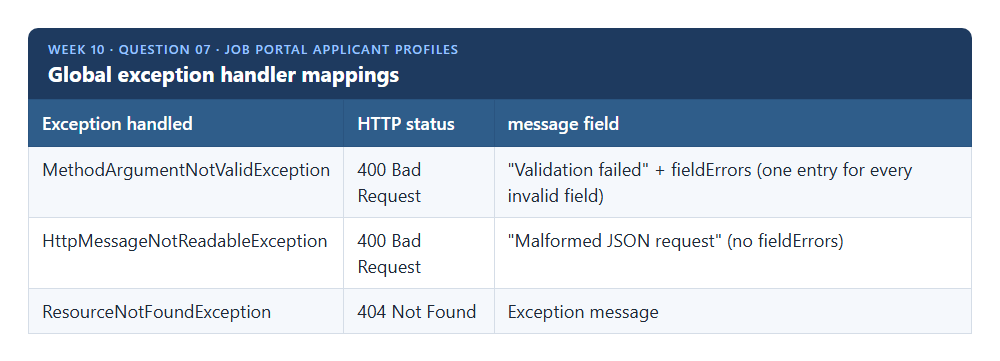 WEEK 10 · QUESTION 07 · JOB PORTAL APPLICANT PROFILES
Global exception handler mappings
Exception handled HTTP status message field
MethodArgumentNotValidException 400 Bad Request "Validation failed" + fieldErrors (one entry for every invalid field)
HttpMessageNotReadableException 400 Bad Request "Malformed JSON request" (no fieldErrors)
ResourceNotFoundException 404 Not Found Exception message